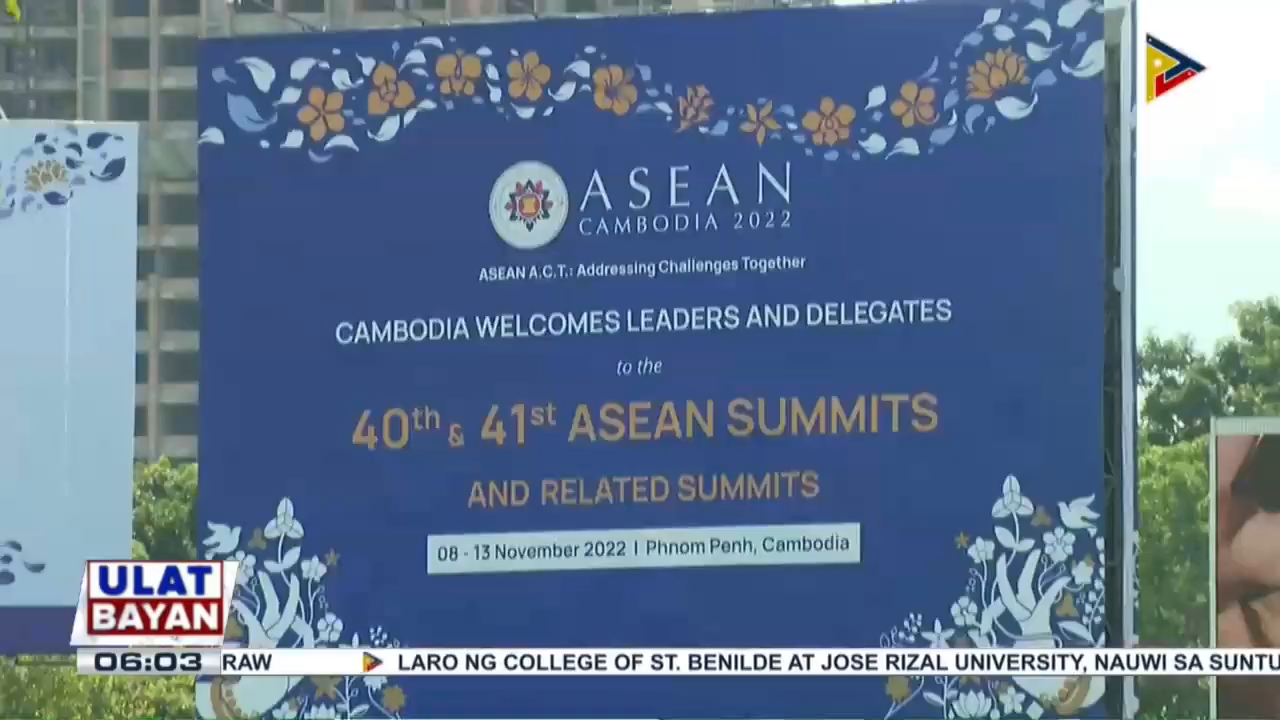 ASEAN
CAMBODIA 2022
ASEAN A.C.T.: Addressing Challenges Together
CAMBODIA WELCOMES LEADERS AND DELEGATES
to the
40th & 41st ASEAN SUMMITS
AND RELATED SUMMITS
08 - 13 November 2022 | Phnom Penh, Cambodia
ULAT
BAYAN
06:03
RAW LARO NG COLLEGE OF ST. BENILDE AT JOSE RIZAL UNIVERSITY, NAUWI SA SUNTU